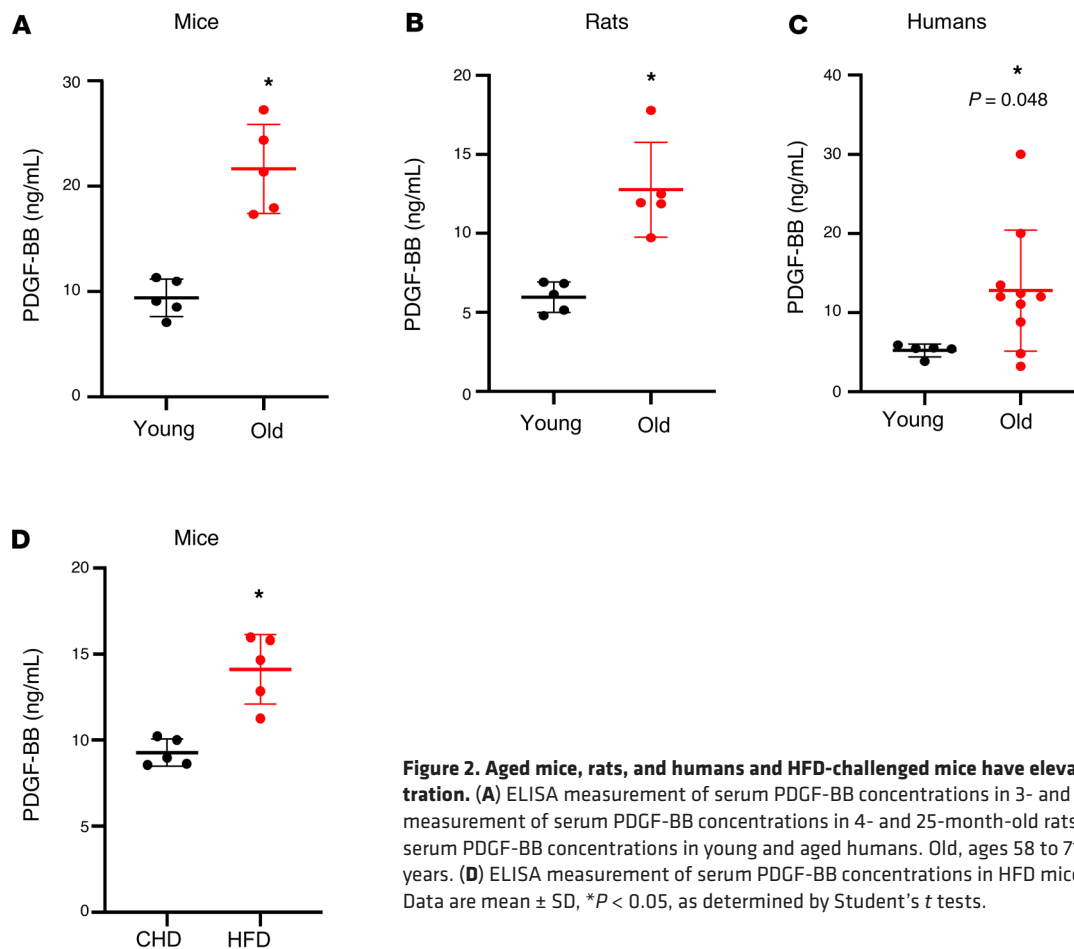 A
Mice
PDGF-BB (ng/mL)
30
20
10
0
*
Young
Old
B
Rats
PDGF-BB (ng/mL)
20
15
10
5
0
*
Young
Old
C
Humans
PDGF-BB (ng/mL)
40
30
20
10
0
*
P = 0.048
Young
Old
D
Mice
PDGF-BB (ng/mL)
20
15
10
5
0
*
CHD
HFD
Figure 2. Aged mice, rats, and humans and HFD-challenged mice have eleva
tration. (A) ELISA measurement of serum PDGF-BB concentrations in 3- and
measurement of serum PDGF-BB concentrations in 4- and 25-month-old rats
serum PDGF-BB concentrations in young and aged humans. Old, ages 58 to
years. (D) ELISA measurement of serum PDGF-BB concentrations in HFD mice
Data are mean ± SD, *P < 0.05, as determined by Student's t tests.